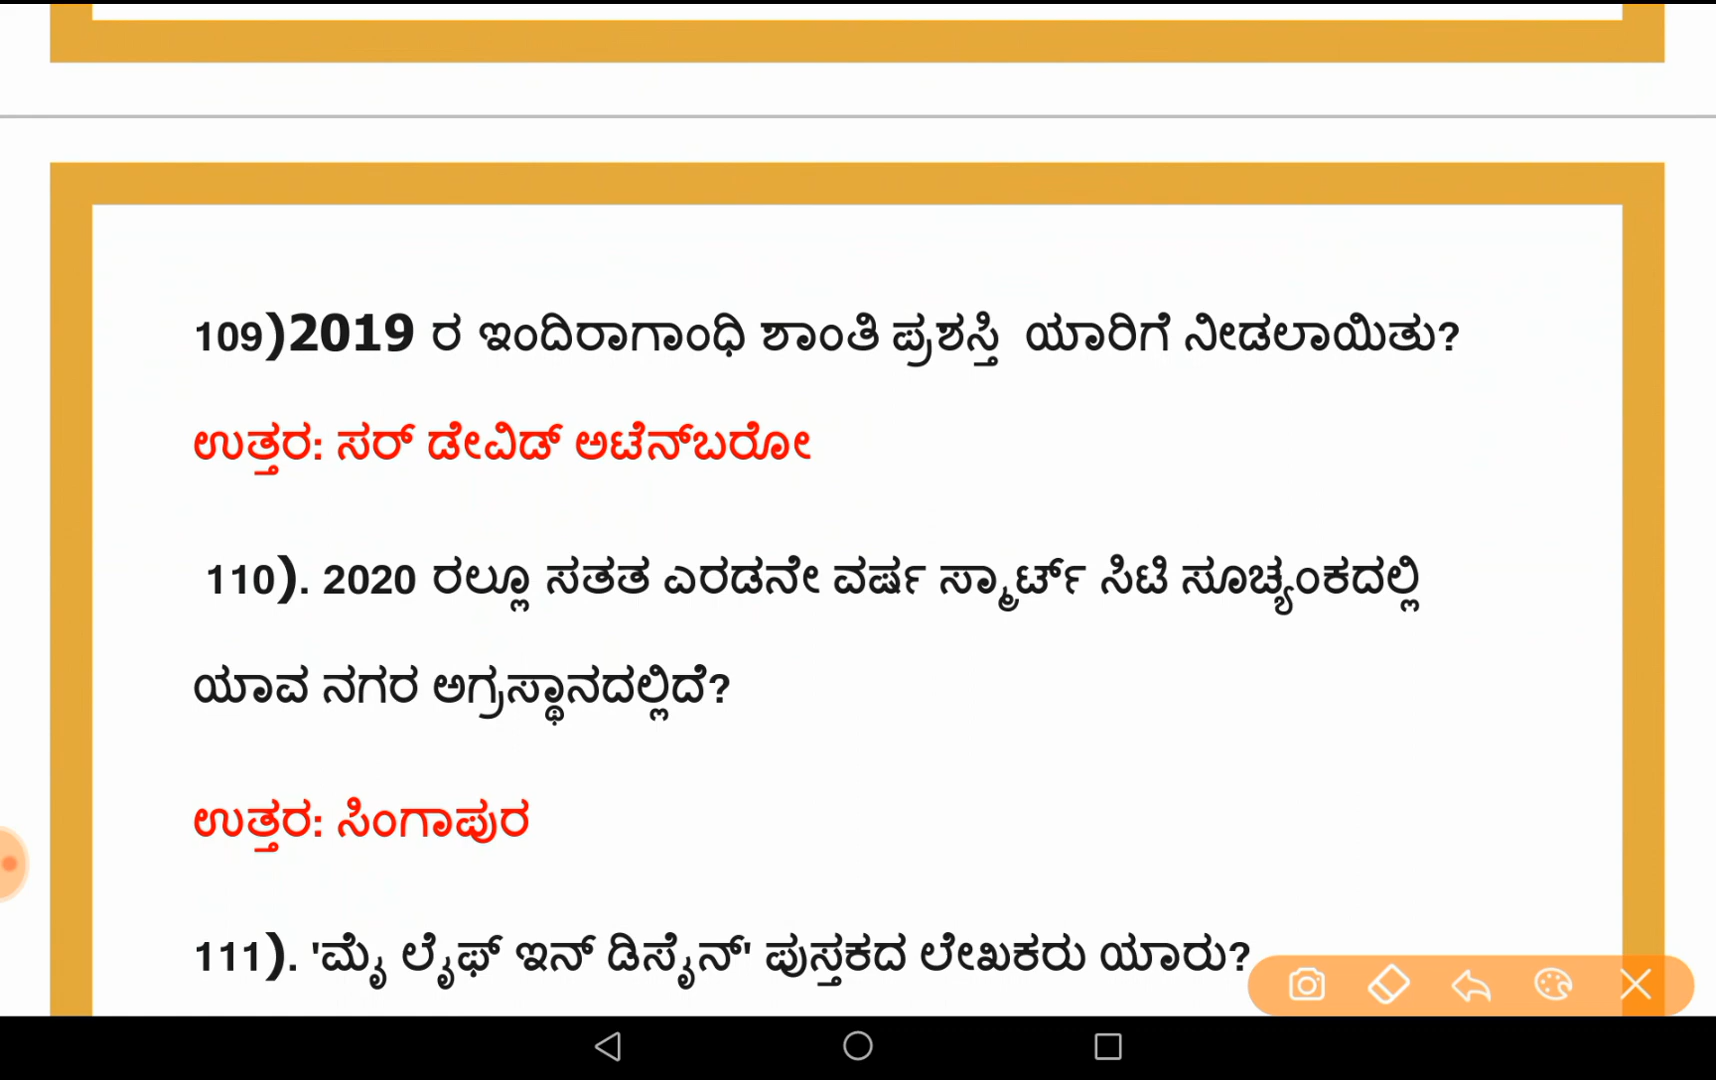 109)2019 ರ ಇಂದಿರಾಗಾಂಧಿ ಶಾಂತಿ ಪ್ರಶಸ್ತಿ ಯಾರಿಗೆ ನೀಡಲಾಯಿತು?
ಉತ್ತರ: ಸರ್ ಡೇವಿಡ್ ಅಟೆನ್‌ಬರೋ
110). 2020 ರಲ್ಲೂ ಸತತ ಎರಡನೇ ವರ್ಷ ಸ್ಮಾರ್ಟ್ ಸಿಟಿ ಸೂಚ್ಯಂಕದಲ್ಲಿ
ಯಾವ ನಗರ ಅಗ್ರಸ್ಥಾನದಲ್ಲಿದೆ?
ಉತ್ತರ: ಸಿಂಗಾಪುರ
111). 'ಮೈ ಲೈಫ್ ಇನ್ ಡಿಸೈನ್' ಪುಸ್ತಕದ ಲೇಖಕರು ಯಾರು?